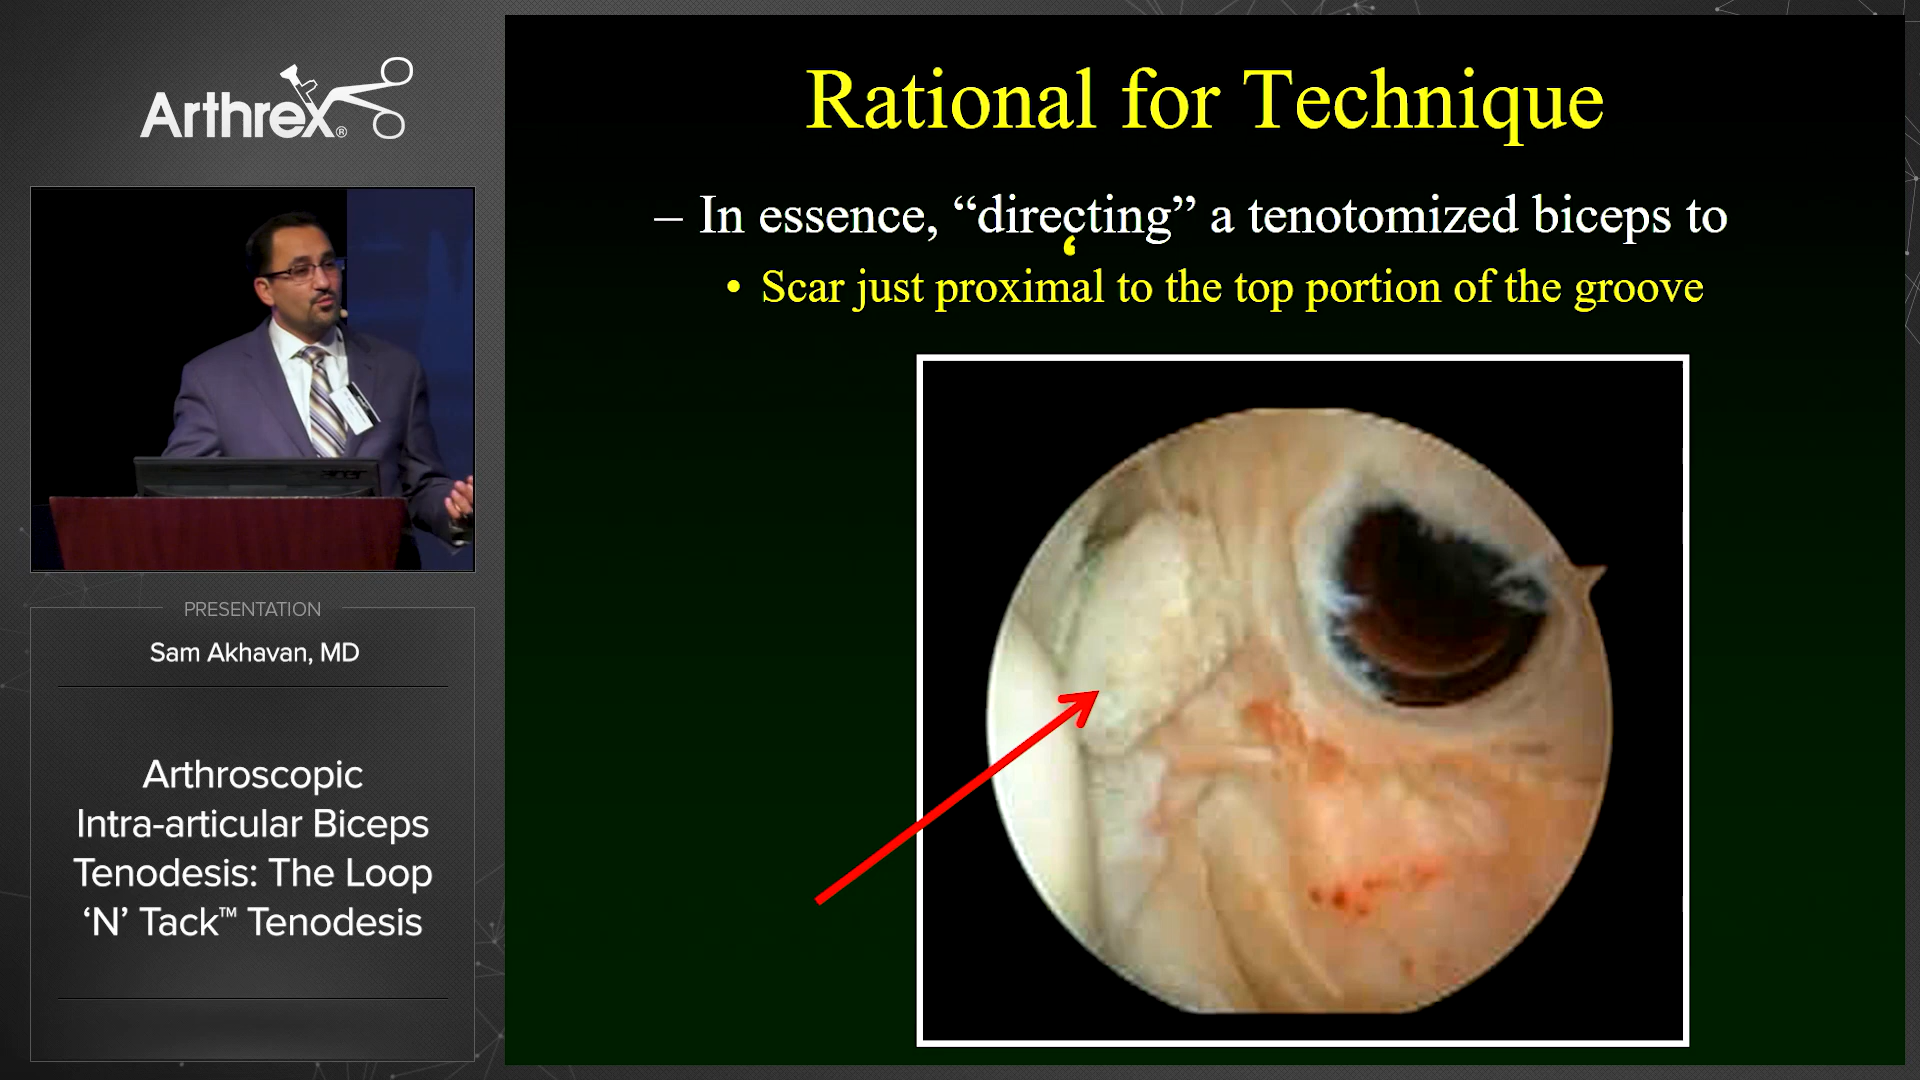 Arthrex®
acer
PRESENTATION
Sam Akhavan, MD
Arthroscopic
Intra-articular Biceps
Tenodesis: The Loop
‘N’ Tack™ Tenodesis
Rational for Technique
– In essence, “directing” a tenotomized biceps to
‘
• Scar just proximal to the top portion of the groove